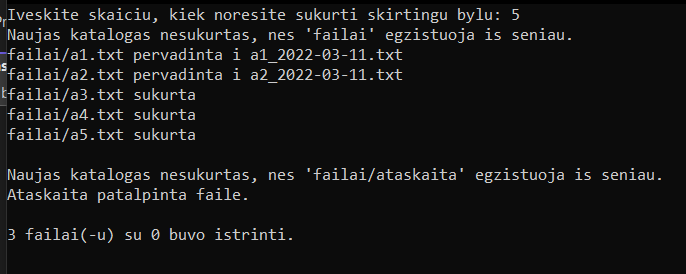 Iveskite skaiciu, kiek noresite sukurti skirtingu bylu: 5
Naujas katalogas nesukurtas, nes 'failai' egzistuoja is seniau.
failai/a1.txt pervadinta i a1_2022-03-11.txt
failai/a2.txt pervadinta i a2_2022-03-11.txt
failai/a3.txt sukurta
failai/a4.txt sukurta
failai/a5.txt sukurta
Naujas katalogas nesukurtas, nes 'failai/ataskaita' egzistuoja is seniau.
Ataskaita patalpinta faile.
3 failai(-u) su 0 buvo istrinti.